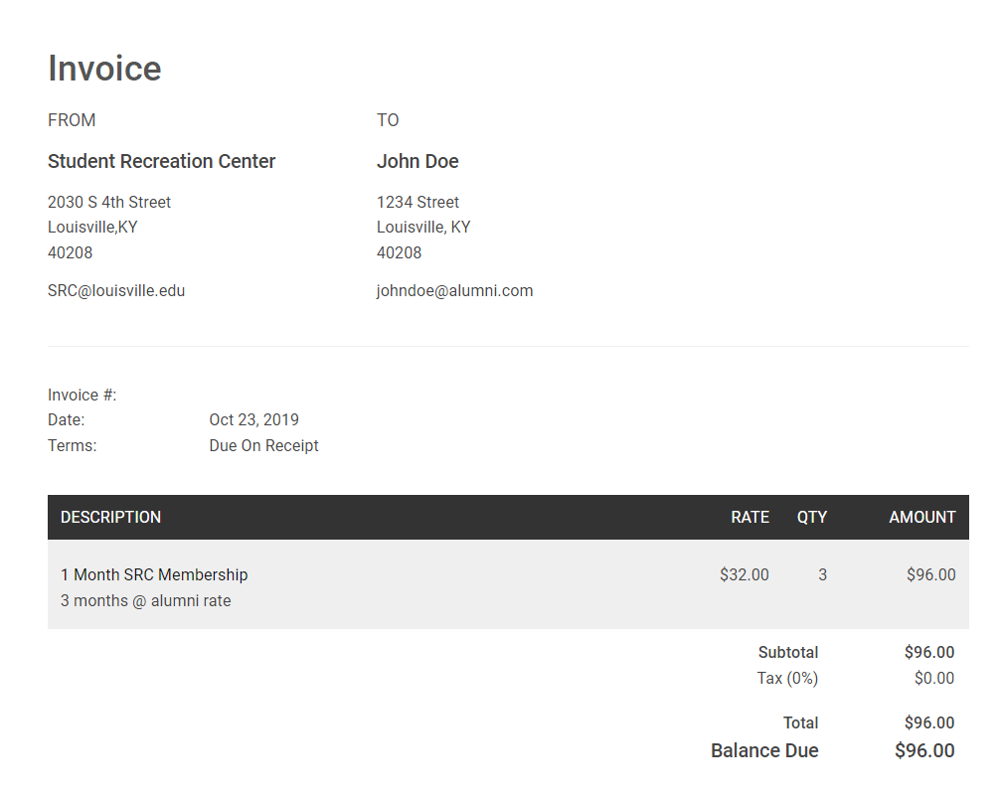 Invoice
FROM
Student Recreation Center
2030 S 4th Street
Louisville,KY
40208
SRC@louisville.edu
TO
John Doe
1234 Street
Louisville, KY
40208
johndoe@alumni.com
Invoice #:
Date: Oct 23, 2019
Terms: Due On Receipt
DESCRIPTION RATE QTY AMOUNT
1 Month SRC Membership $32.00 3 $96.00
3 months @ alumni rate
Subtotal $96.00
Tax (0%) $0.00
Total $96.00
Balance Due $96.00